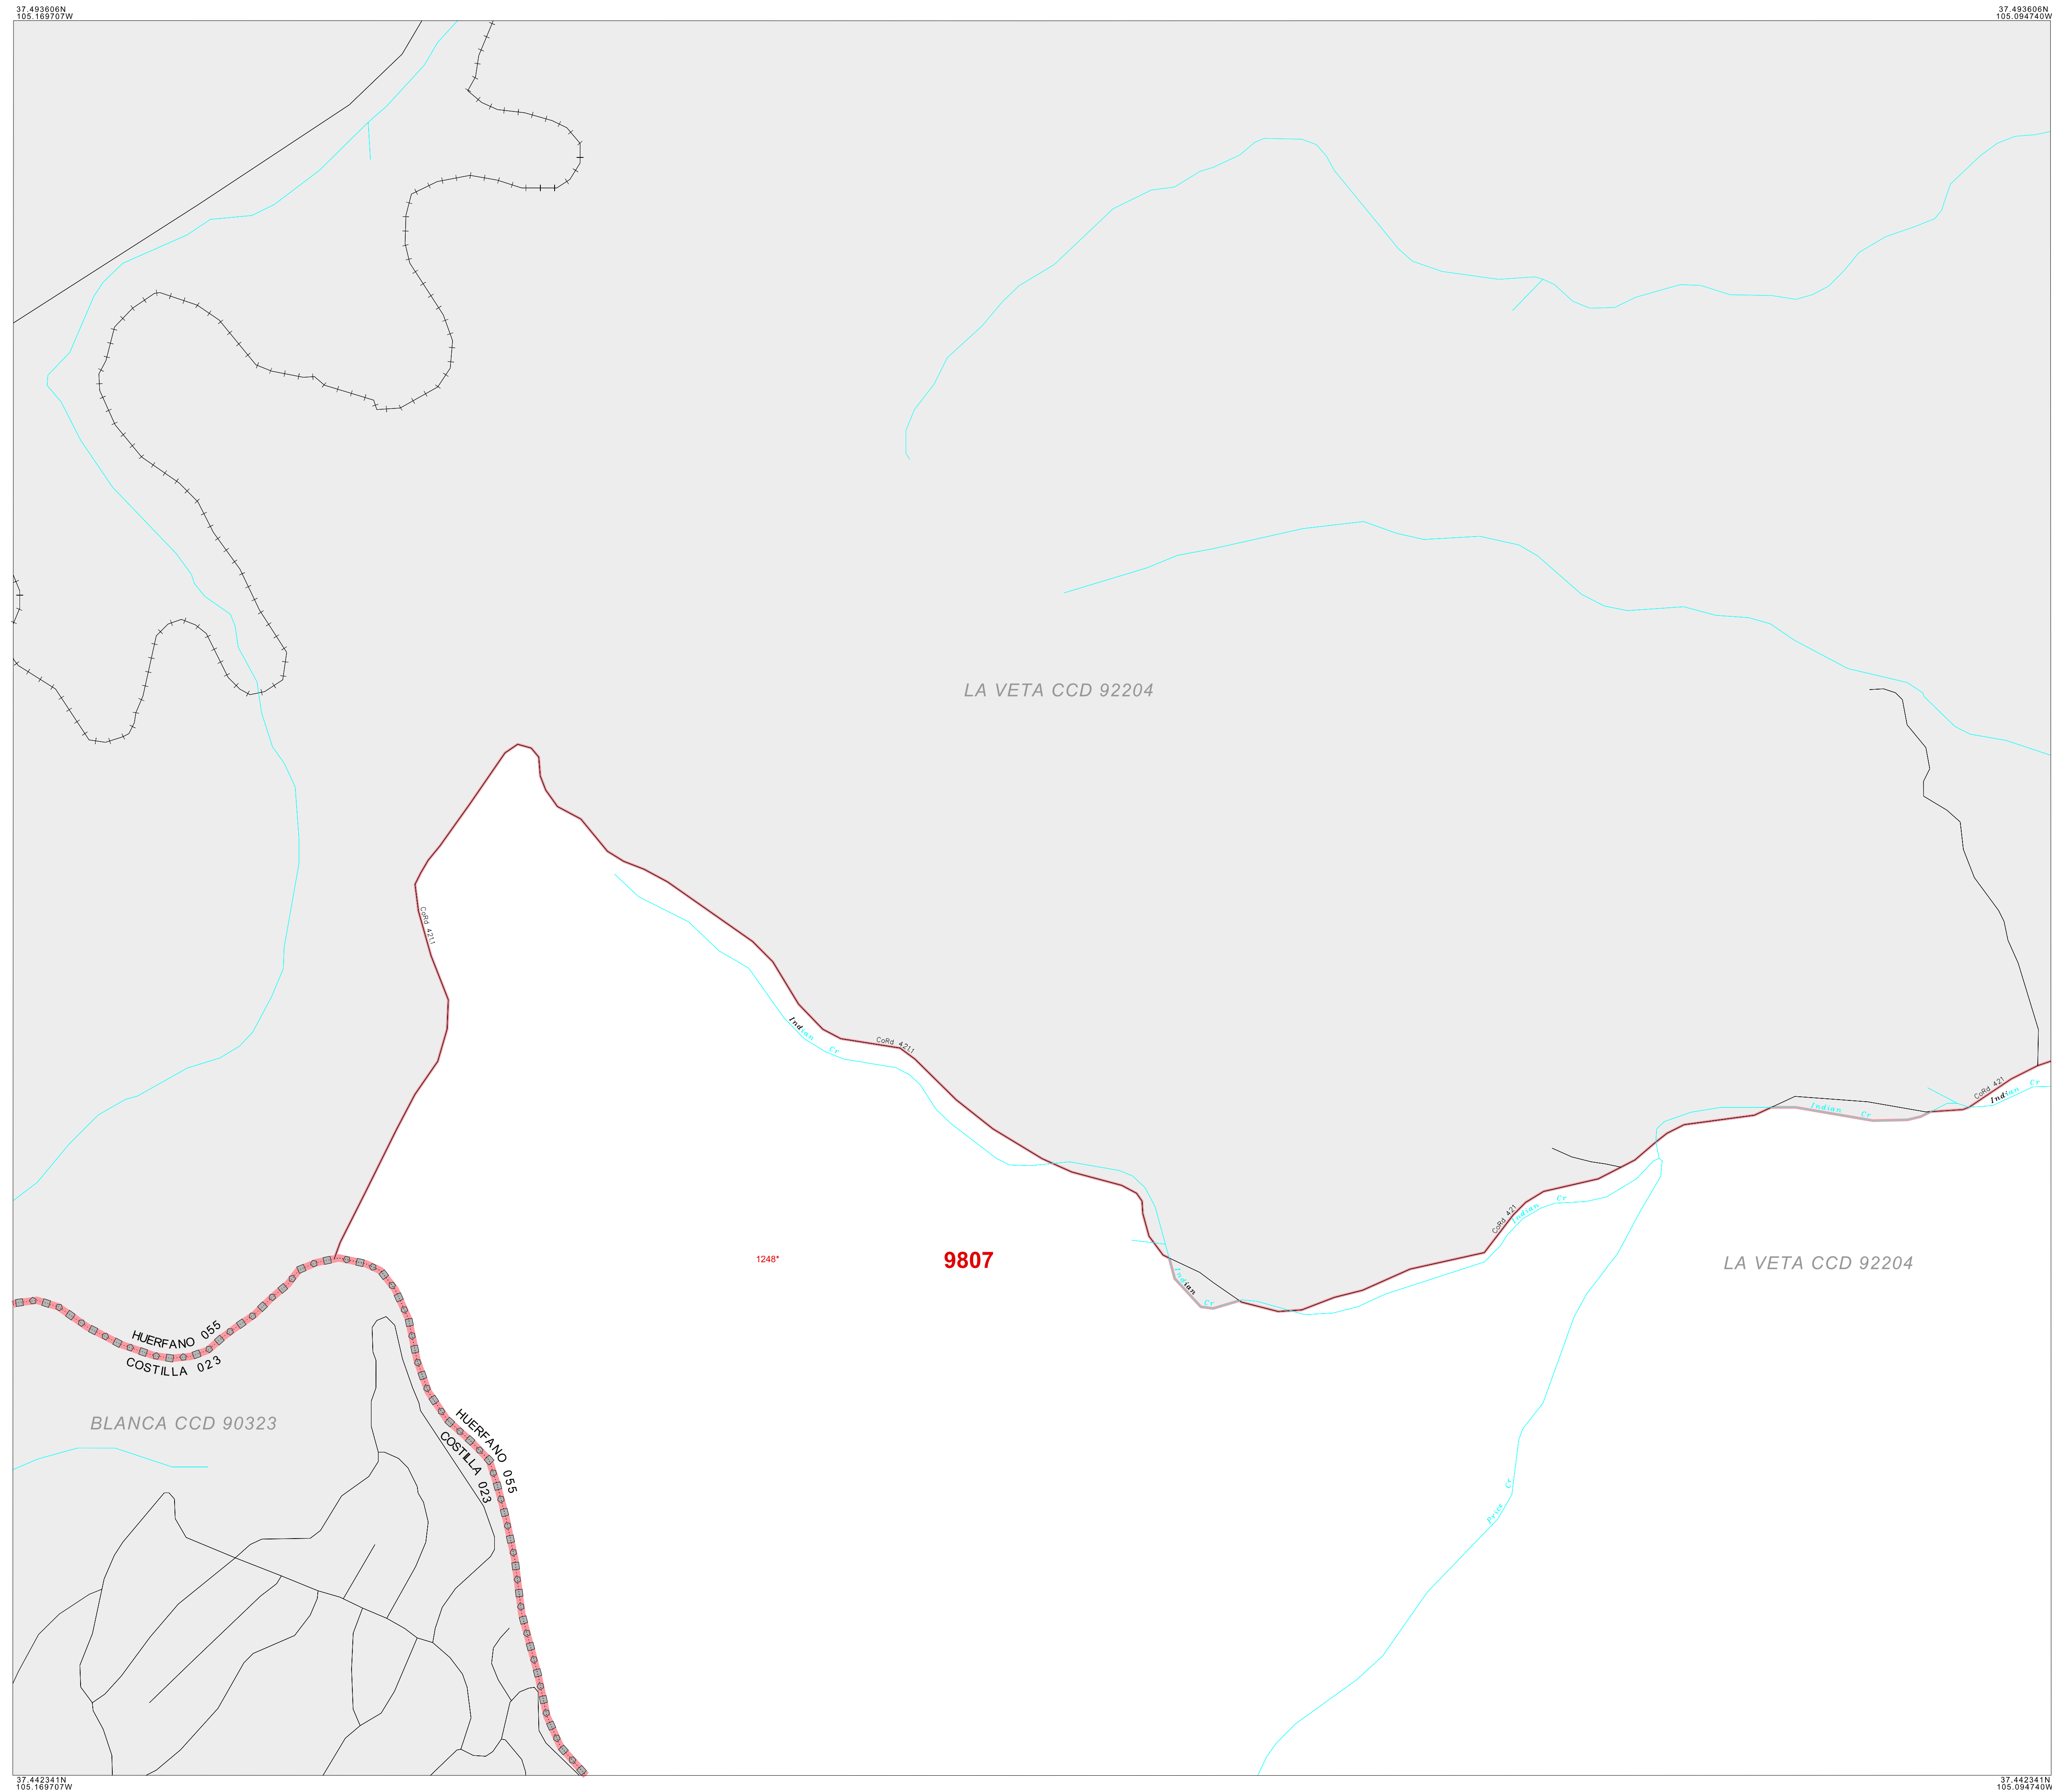 37.493606N
105.169707W
37.493606N
105.094740W
LA VETA CCD 92204
CoRd 4211
Indian Cr
CoRd 4211
CoRd 421
Indian Cr
Indian Cr
CoRd 421
Indian Cr
1248*
9807
LA VETA CCD 92204
Indian Cr
HUERFANO 055
COSTILLA 023
BLANCA CCD 90323
HUERFANO 055
COSTILLA 023
Price Cr
37.442341N
105.169707W
37.442341N
105.094740W